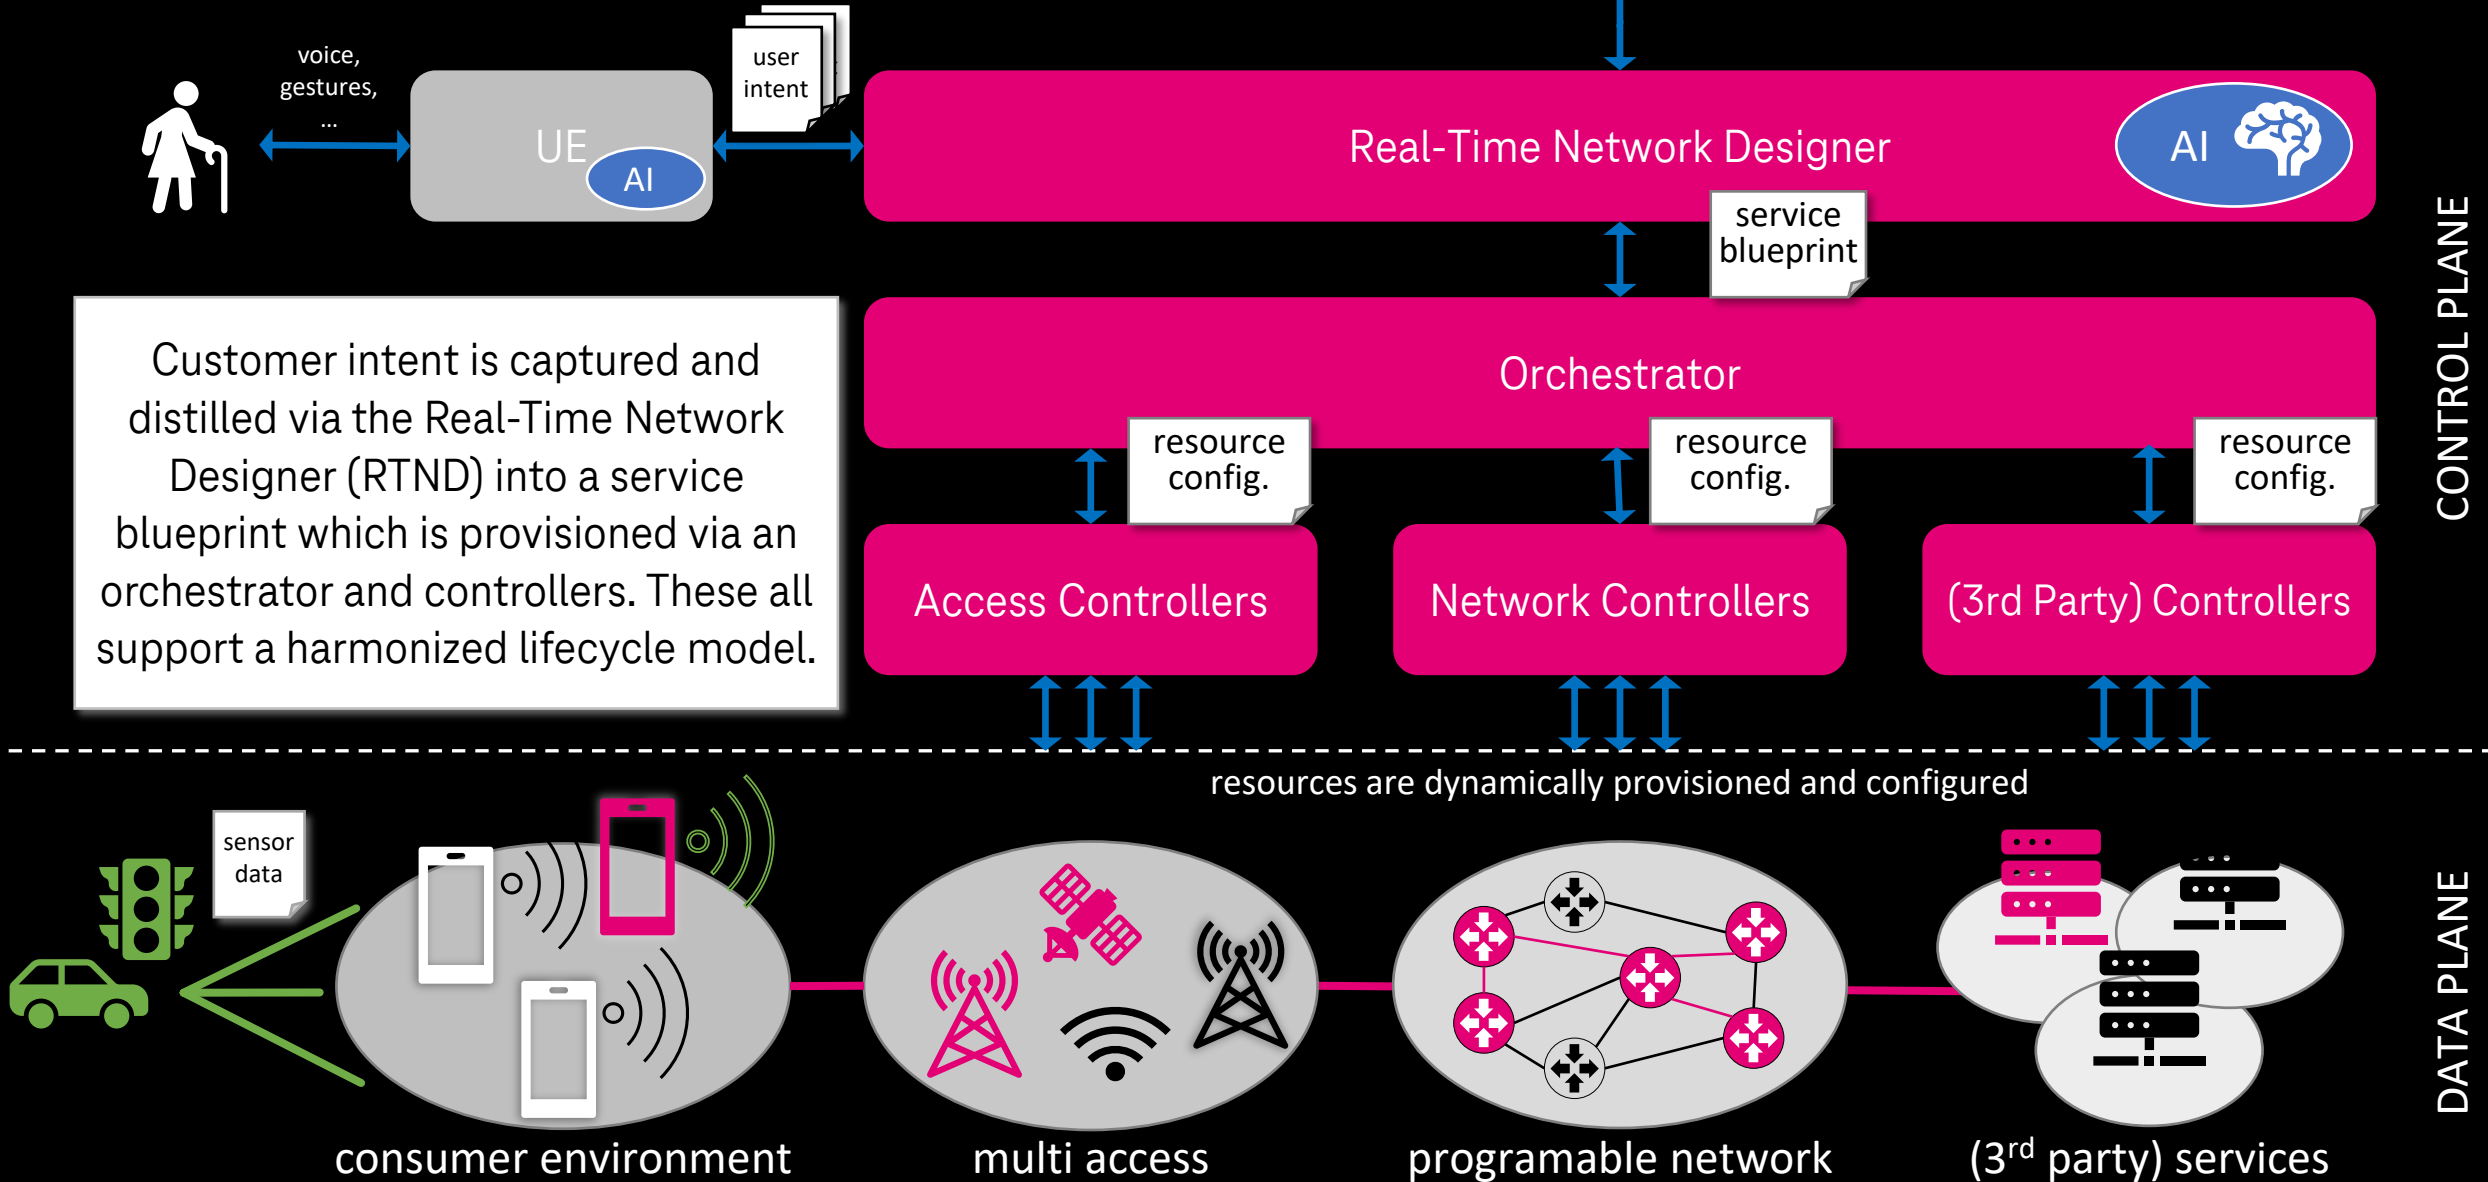 voice,
gestures,
...
UE
AI
user
intent
Real-Time Network Designer
AI
service
blueprint
CONTROL PLANE
Customer intent is captured and
distilled via the Real-Time Network
Designer (RTND) into a service
blueprint which is provisioned via an
orchestrator and controllers. These all
support a harmonized lifecycle model.
Orchestrator
resource
config.
resource
config.
resource
config.
Access Controllers
Network Controllers
(3rd Party) Controllers
resources are dynamically provisioned and configured
sensor
data
DATA PLANE
consumer environment
multi access
programable network
(3rd party) services